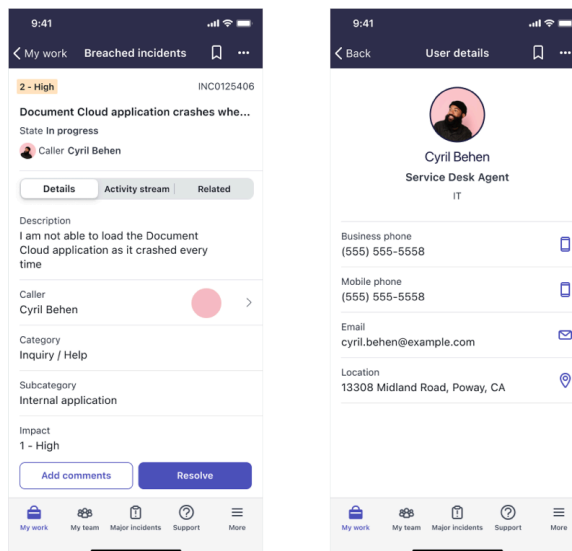 9:41
My work
Breached incidents
2 - High
INC0125406
Document Cloud application crashes whe...
State In progress
Caller Cyril Behen
Details
Activity stream
Related
Description
I am not able to load the Document
Cloud application as it crashed every
time
Caller
Cyril Behen
Category
Inquiry / Help
Subcategory
Internal application
Impact
1 - High
Add comments
Resolve
My work
My team
Major incidents
Support
More
9:41
Back
User details
Cyril Behen
Service Desk Agent
IT
Business phone
(555) 555-5558
Mobile phone
(555) 555-5558
Email
cyril.behen@example.com
Location
13308 Midland Road, Poway, CA
My work
My team
Major incidents
Support
More